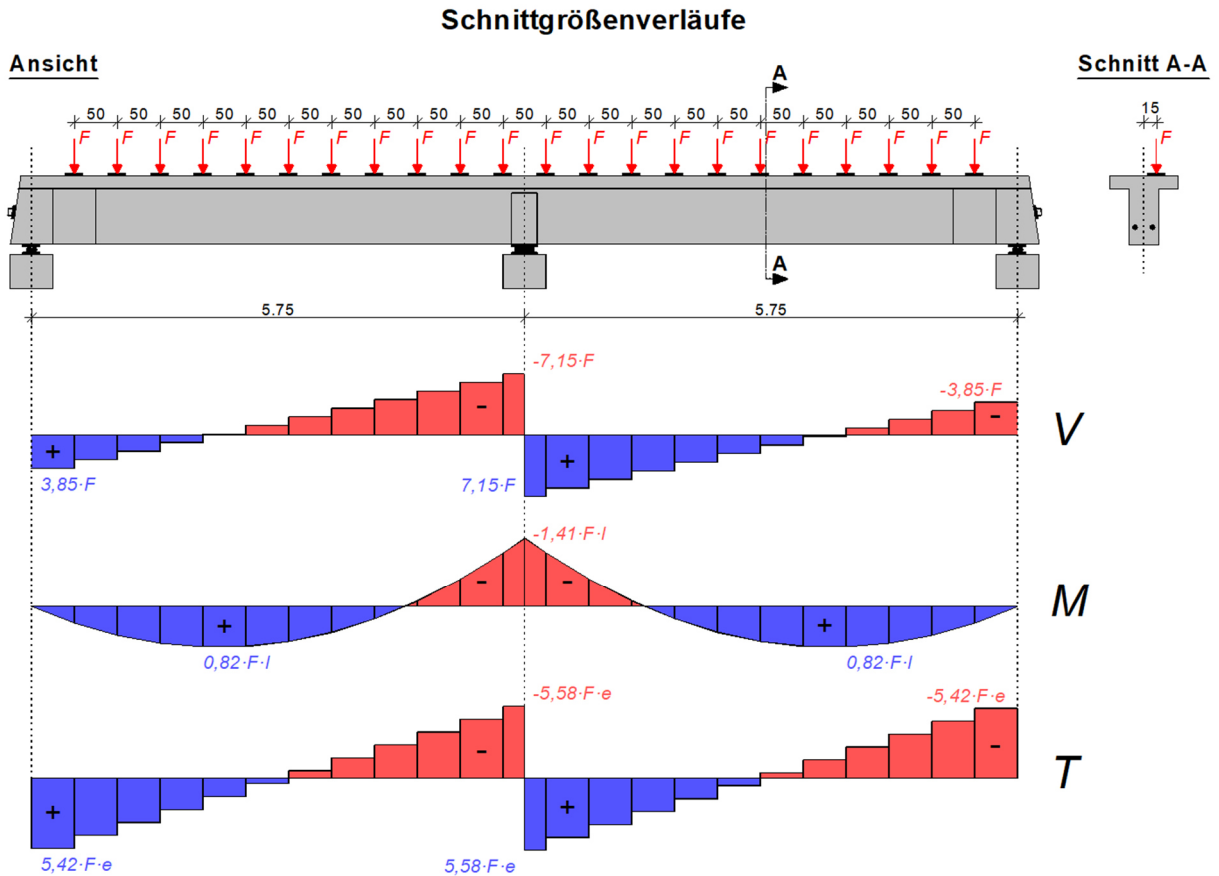 Schnittgrößenverläufe
Ansicht
A
Schnitt A-A
50 50 50 50 50 50 50 50 50 50 50 50 50 50 50 50 50 50 50 50 50
15
F F F F F F F F F F F F F F F F F F F F F F
F
A
5.75 5.75
-7,15·F
-3,85·F
-
-
V
+
+
3,85·F
7,15·F
-1,41·F·l
-
-
M
+
+
0,82·F·l
0,82·F·l
-5,58·F·e
-5,42·F·e
-
-
T
+
+
5,42·F·e
5,58·F·e